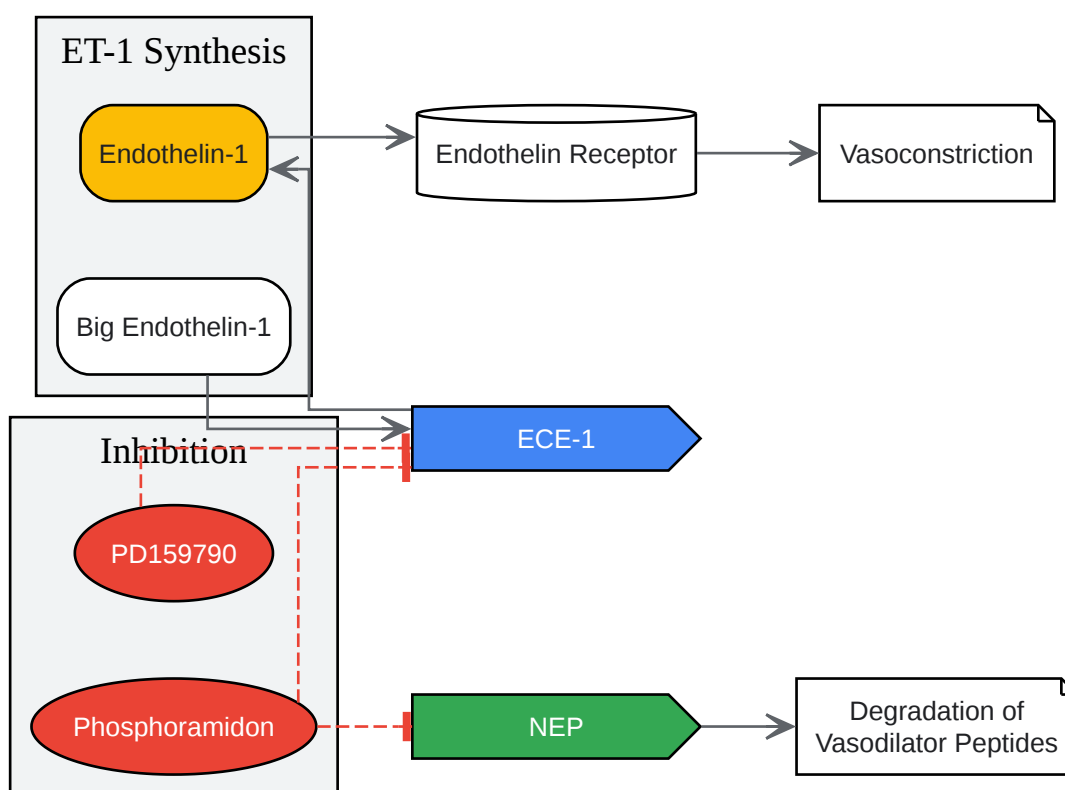 ET-1 Synthesis
Endothelin-1
Endothelin Receptor
Vasoconstriction
Big Endothelin-1
ECE-1
Inhibition
PD159790
Phosphoramidon
NEP
Degradation of
Vasodilator Peptides